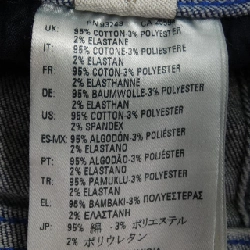 UK: 95% COTTON-3% POLYESTER
2% ELASTANE
IT: 95% COTONE-3% POLIESTERE
2% ELASTAN
FR: 95% COTON-3% POLYESTER
2% ELASTHANNE
DE: 95% BAUMWOLLE-3% POLYESTER
2% ELASTHAN
US: 95% COTTON-3% POLYESTER
2% SPANDEX
ES-MX: 95% ALGODÓN-3% POLIÉSTER
2% ELASTANO
PT: 95% ALGODÃO-3% POLIÉSTER
2% ELASTANO
TR: 95% PAMUKLU-3% POLYESTER
2% ELASTAN
EL: 95% ΒΑΜΒΑΚΙ-3% ΠΟΛΥΕΣΤΕΡΑΣ
2% ΕΛΑΣΤΑΝΗ
JP: 95% 綿 -3% ポリエステル
2% ポリウレタン